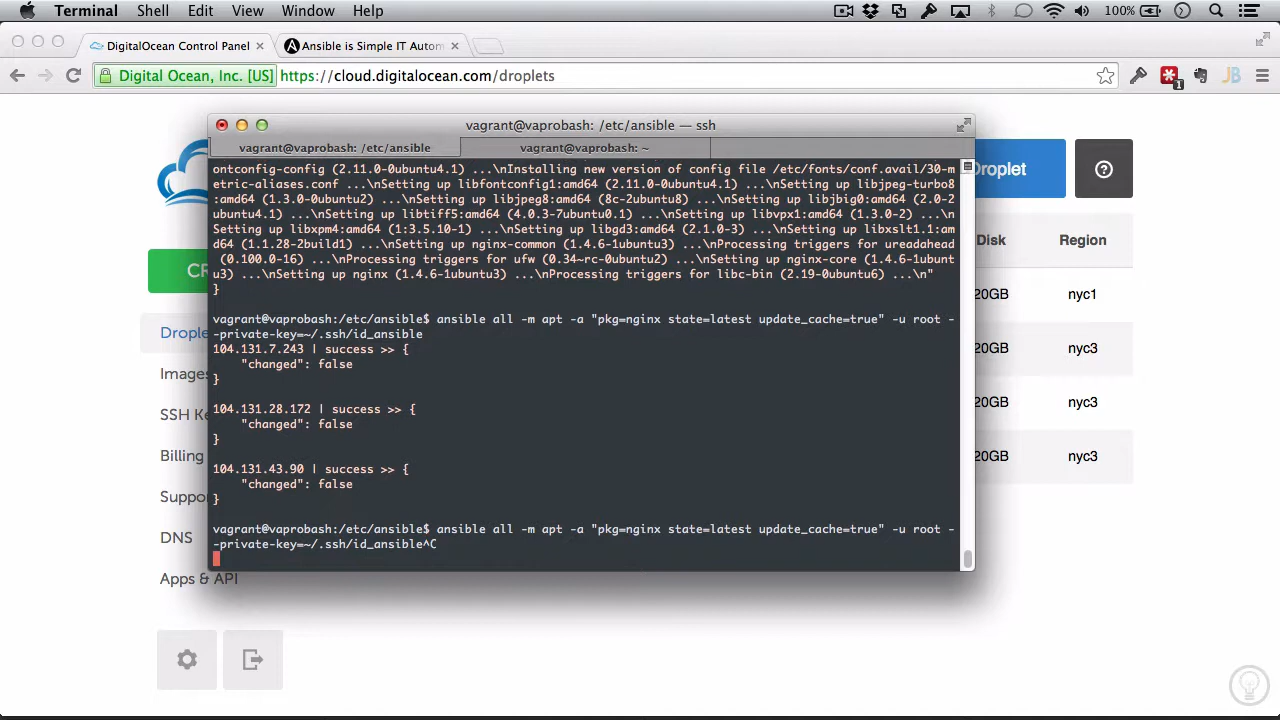 Terminal Shell Edit View Window Help 100%
DigitalOcean Control Panel × Ansible is Simple IT Autom ×
Digital Ocean, Inc. [US] https://cloud.digitalocean.com/droplets 1 JB
vagrant@vaprobash: /etc/ansible — ssh
vagrant@vaprobash: /etc/ansible vagrant@vaprobash: ~
ontconfig-config (2.11.0-0ubuntu4.1) ...\nInstalling new version of config file /etc/fonts/conf.avail/30-m
etric-aliases.conf ...\nSetting up libfontconfig1:amd64 (2.11.0-0ubuntu4.1) ...\nSetting up libjpeg-turbo8
:amd64 (1.3.0-0ubuntu2) ...\nSetting up libjpeg8:amd64 (8c-2ubuntu8) ...\nSetting up libjbig0:amd64 (2.0-2
ubuntu4.1) ...\nSetting up libtiff5:amd64 (4.0.3-7ubuntu0.1) ...\nSetting up libvpx1:amd64 (1.3.0-2) ...\n
Setting up libxpm4:amd64 (1:3.5.10-1) ...\nSetting up libgd3:amd64 (2.1.0-3) ...\nSetting up libxslt1.1:am
d64 (1.1.28-2build1) ...\nSetting up nginx-common (1.4.6-1ubuntu3) ...\nProcessing triggers for ureadahead
 (0.100.0-16) ...\nProcessing triggers for ufw (0.34~rc-0ubuntu2) ...\nSetting up nginx-core (1.4.6-1ubunt
u3) ...\nSetting up nginx (1.4.6-1ubuntu3) ...\nProcessing triggers for libc-bin (2.19-0ubuntu6) ...\n"
}
vagrant@vaprobash:/etc/ansible$ ansible all -m apt -a "pkg=nginx state=latest update_cache=true" -u root -
-private-key=~/.ssh/id_ansible
104.131.7.243 | success >> {
    "changed": false
}
104.131.28.172 | success >> {
    "changed": false
}
104.131.43.90 | success >> {
    "changed": false
}
vagrant@vaprobash:/etc/ansible$ ansible all -m apt -a "pkg=nginx state=latest update_cache=true" -u root -
-private-key=~/.ssh/id_ansible^C
Droplet ?
Disk Region
20GB nyc1
20GB nyc3
20GB nyc3
20GB nyc3
CR
Drople
Images
SSH Ke
Billing
Suppo
DNS
Apps & API